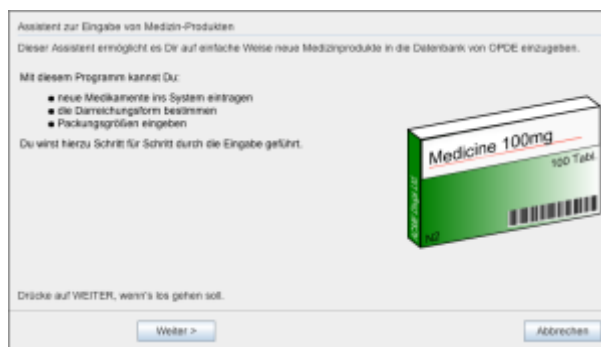 Assistent zur Eingabe von Medizin-Produkten
Dieser Assistent ermöglicht es Dir auf einfache Weise neue Medizinprodukte in die Datenbank von OPDE einzugeben.
Mit diesem Programm kannst Du:
● neue Medikamente ins System eintragen
● die Darreichungsform bestimmen
● Packungsgrößen eingeben
Du wirst hierzu Schritt für Schritt durch die Eingabe geführt.
Medicine 100mg
100 Tabl.
N2
Drücke auf WEITER, wenn's los gehen soll.
Weiter >
Abbrechen